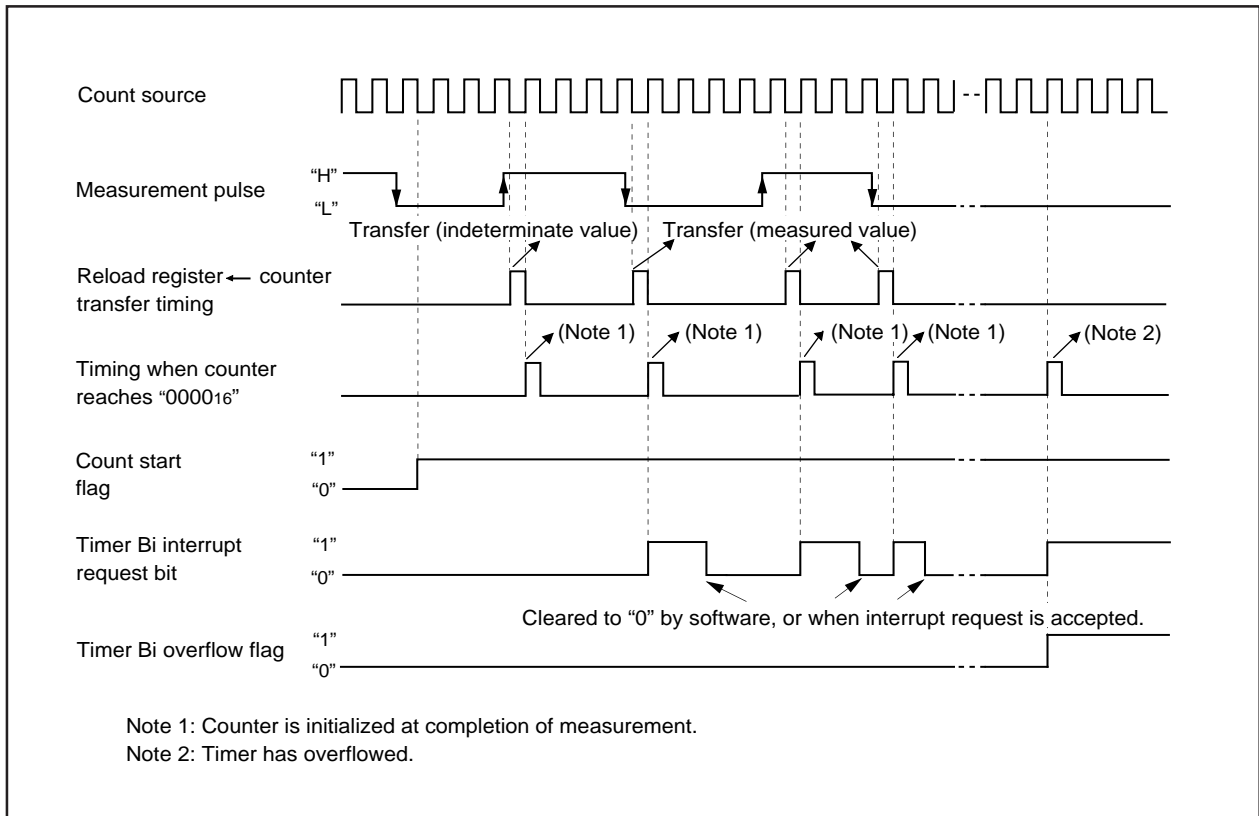 Count source
Measurement pulse
“H”
“L”
Transfer (indeterminate value)
Transfer (measured value)
Reload register ← counter
transfer timing
(Note 1)
(Note 1)
(Note 1)
(Note 1)
(Note 2)
Timing when counter
reaches “000016”
Count start
flag
“1”
“0”
Timer Bi interrupt
request bit
“1”
“0”
Cleared to “0” by software, or when interrupt request is accepted.
Timer Bi overflow flag
“1”
“0”
Note 1: Counter is initialized at completion of measurement.
Note 2: Timer has overflowed.